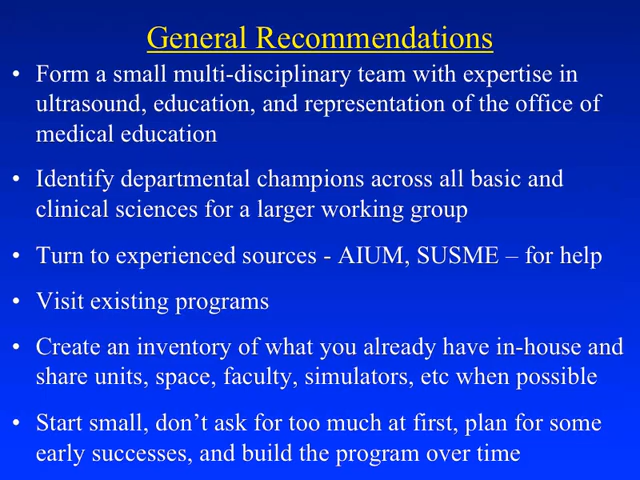 General Recommendations
• Form a small multi-disciplinary team with expertise in
ultrasound, education, and representation of the office of
medical education
• Identify departmental champions across all basic and
clinical sciences for a larger working group
• Turn to experienced sources - AIUM, SUSME – for help
• Visit existing programs
• Create an inventory of what you already have in-house and
share units, space, faculty, simulators, etc when possible
• Start small, don’t ask for too much at first, plan for some
early successes, and build the program over time